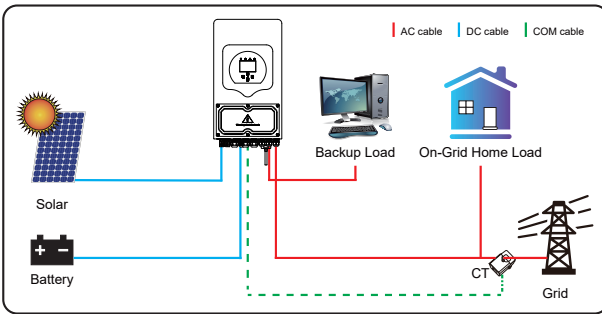 AC cable
DC cable
COM cable
Backup Load
On-Grid Home Load
Solar
Battery
CT
Grid